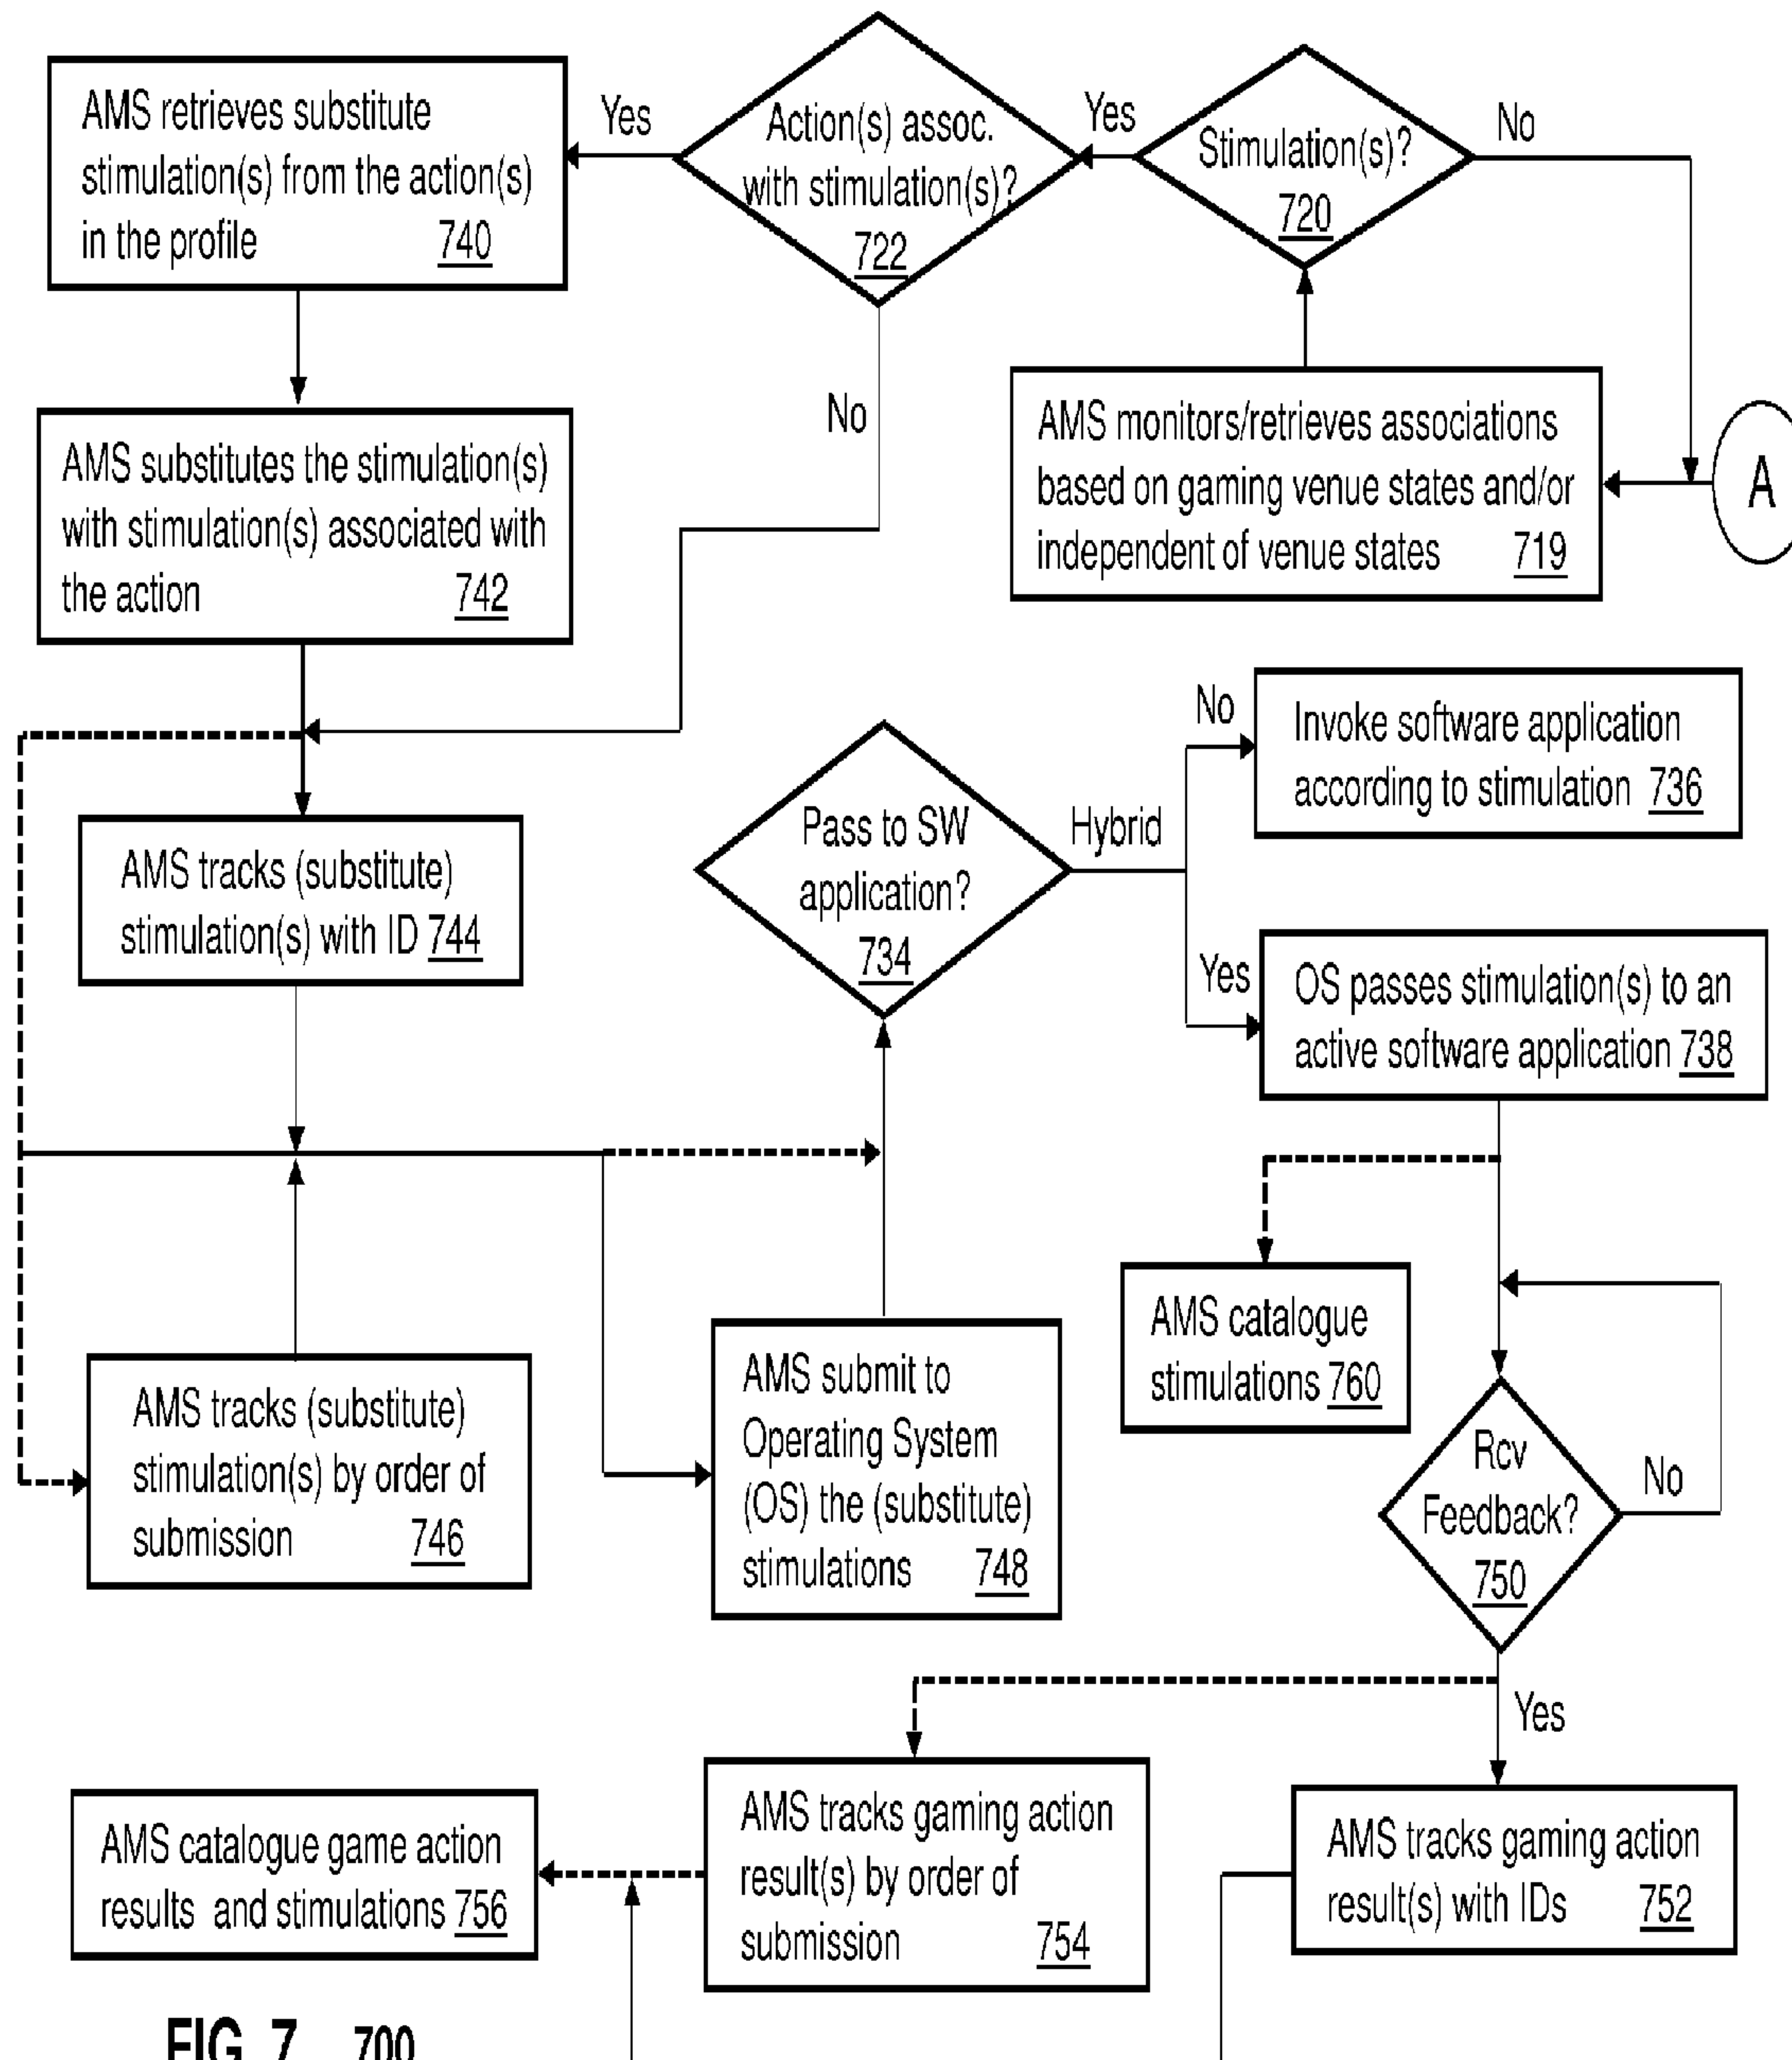 AMS retrieves substitute
stimulation(s) from the action(s)
in the profile 740
Yes
Action(s) assoc.
with stimulation(s)?
722
Yes
Stimulation(s)?
720
No
AMS substitutes the stimulation(s)
with stimulation(s) associated with
the action 742
No
AMS monitors/retrieves associations
based on gaming venue states and/or
independent of venue states 719
A
AMS tracks (substitute)
stimulation(s) with ID 744
Pass to SW
application?
734
Hybrid
No
Invoke software application
according to stimulation 736
Yes
OS passes stimulation(s) to an
active software application 738
AMS tracks (substitute)
stimulation(s) by order of
submission 746
AMS submit to
Operating System
(OS) the (substitute)
stimulations 748
AMS catalogue
stimulations 760
Rcv
Feedback?
750
No
Yes
AMS catalogue game action
results and stimulations 756
AMS tracks gaming action
result(s) by order of
submission 754
AMS tracks gaming action
result(s) with IDs 752
FIG. 7 700